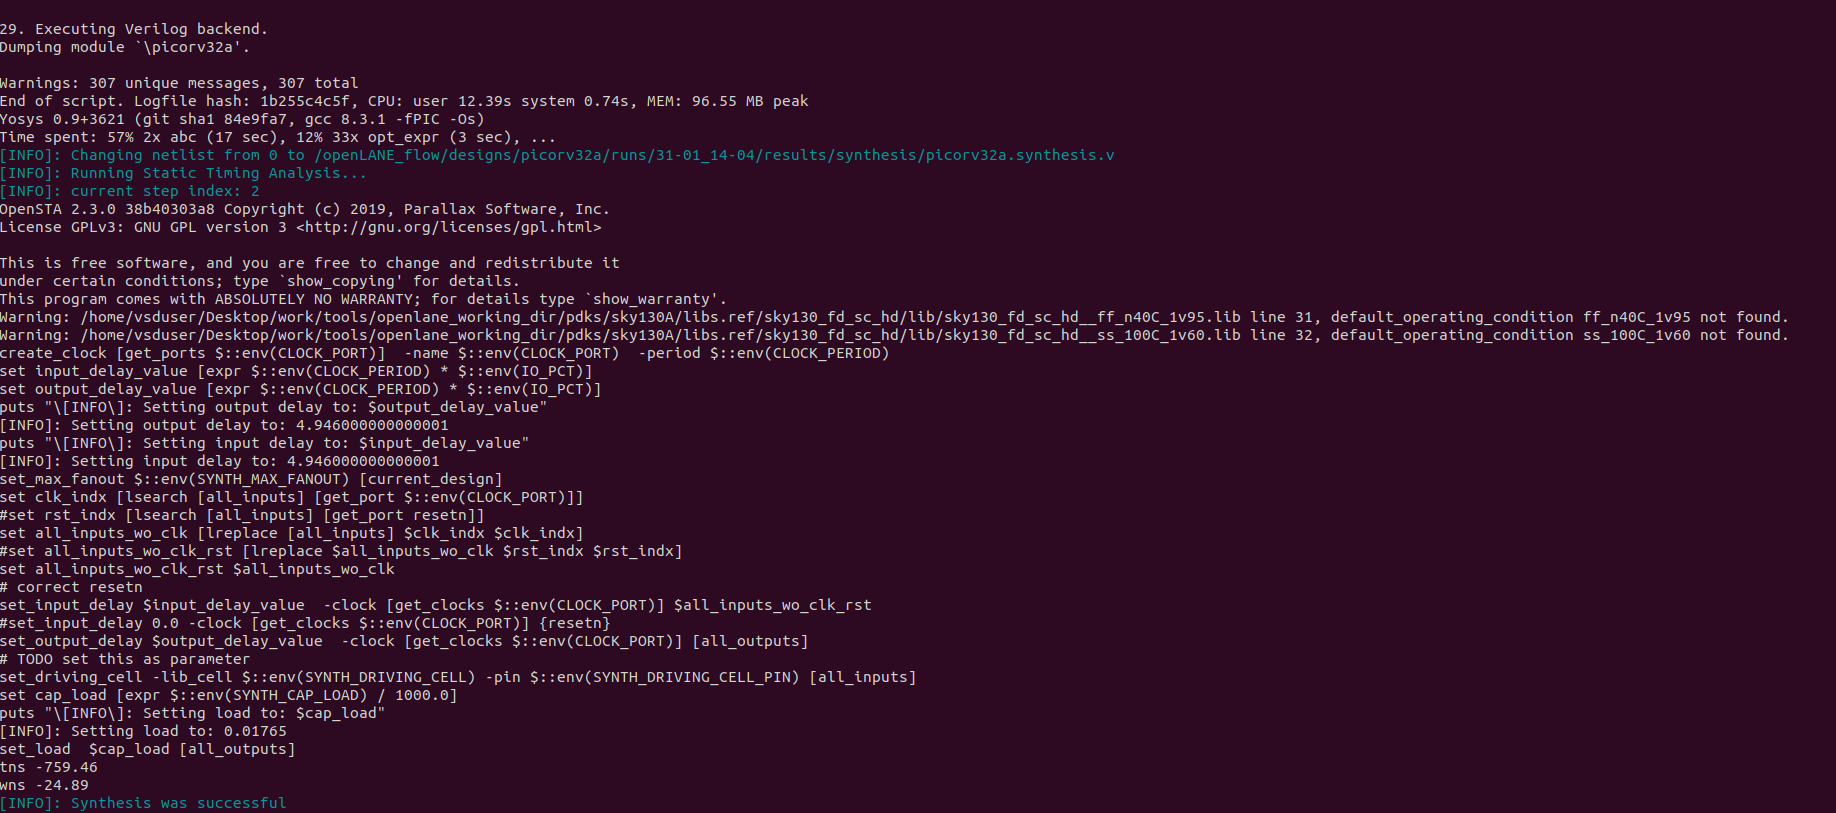 29. Executing Verilog backend.
Dumping module `\picorv32a'.
Warnings: 307 unique messages, 307 total
End of script. Logfile hash: 1b255c4c5f, CPU: user 12.39s system 0.74s, MEM: 96.55 MB peak
Yosys 0.9+3621 (git sha1 84e9fa7, gcc 8.3.1 -fPIC -Os)
Time spent: 57% 2x abc (17 sec), 12% 33x opt_expr (3 sec), ...
[INFO]: Changing netlist from 0 to /openLANE_flow/designs/picorv32a/runs/31-01_14-04/results/synthesis/picorv32a.synthesis.v
[INFO]: Running Static Timing Analysis...
[INFO]: current step index: 2
OpenSTA 2.3.0 38b40303a8 Copyright (c) 2019, Parallax Software, Inc.
License GPLv3: GNU GPL version 3 <http://gnu.org/licenses/gpl.html>
This is free software, and you are free to change and redistribute it
under certain conditions; type `show_copying' for details.
This program comes with ABSOLUTELY NO WARRANTY; for details type `show_warranty'.
Warning: /home/vsduser/Desktop/work/tools/openlane_working_dir/pdks/sky130A/libs.ref/sky130_fd_sc_hd/lib/sky130_fd_sc_hd__ff_n40C_1v95.lib line 31, default_operating_condition ff_n40C_1v95 not found.
Warning: /home/vsduser/Desktop/work/tools/openlane_working_dir/pdks/sky130A/libs.ref/sky130_fd_sc_hd/lib/sky130_fd_sc_hd__ss_100C_1v60.lib line 32, default_operating_condition ss_100C_1v60 not found.
create_clock [get_ports $::env(CLOCK_PORT)]  -name $::env(CLOCK_PORT)  -period $::env(CLOCK_PERIOD)
set input_delay_value [expr $::env(CLOCK_PERIOD) * $::env(IO_PCT)]
set output_delay_value [expr $::env(CLOCK_PERIOD) * $::env(IO_PCT)]
puts "\[INFO\]: Setting output delay to: $output_delay_value"
[INFO]: Setting output delay to: 4.946000000000001
puts "\[INFO\]: Setting input delay to: $input_delay_value"
[INFO]: Setting input delay to: 4.946000000000001
set_max_fanout $::env(SYNTH_MAX_FANOUT) [current_design]
set clk_indx [lsearch [all_inputs] [get_port $::env(CLOCK_PORT)]]
#set rst_indx [lsearch [all_inputs] [get_port resetn]]
set all_inputs_wo_clk [lreplace [all_inputs] $clk_indx $clk_indx]
#set all_inputs_wo_clk_rst [lreplace $all_inputs_wo_clk $rst_indx $rst_indx]
set all_inputs_wo_clk_rst $all_inputs_wo_clk
# correct resetn
set_input_delay $input_delay_value  -clock [get_clocks $::env(CLOCK_PORT)] $all_inputs_wo_clk_rst
#set_input_delay 0.0 -clock [get_clocks $::env(CLOCK_PORT)] {resetn}
set_output_delay $output_delay_value  -clock [get_clocks $::env(CLOCK_PORT)] [all_outputs]
# TODO set this as parameter
set_driving_cell -lib_cell $::env(SYNTH_DRIVING_CELL) -pin $::env(SYNTH_DRIVING_CELL_PIN) [all_inputs]
set cap_load [expr $::env(SYNTH_CAP_LOAD) / 1000.0]
puts "\[INFO\]: Setting load to: $cap_load"
[INFO]: Setting load to: 0.01765
set_load  $cap_load [all_outputs]
tns -759.46
wns -24.89
[INFO]: Synthesis was successful